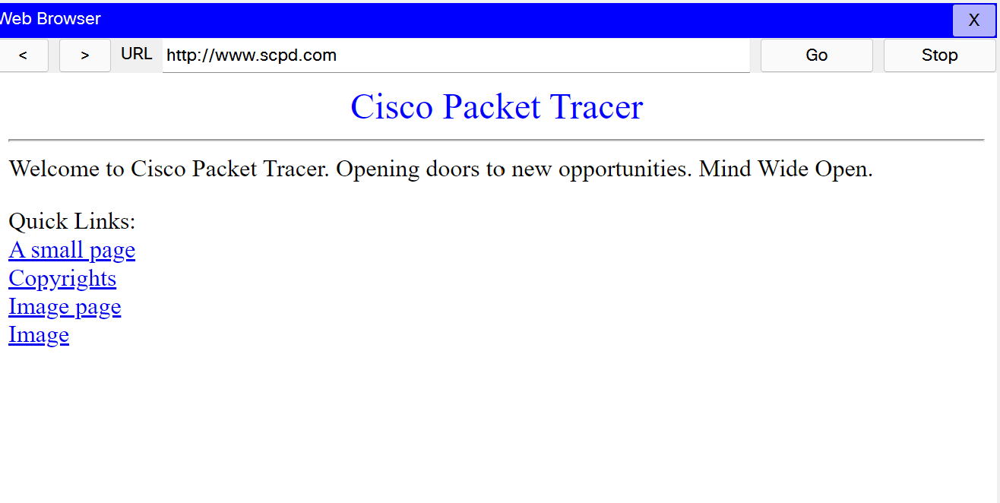 Web Browser X
< > URL http://www.scpd.com Go Stop
Cisco Packet Tracer
Welcome to Cisco Packet Tracer. Opening doors to new opportunities. Mind Wide Open.
Quick Links:
A small page
Copyrights
Image page
Image